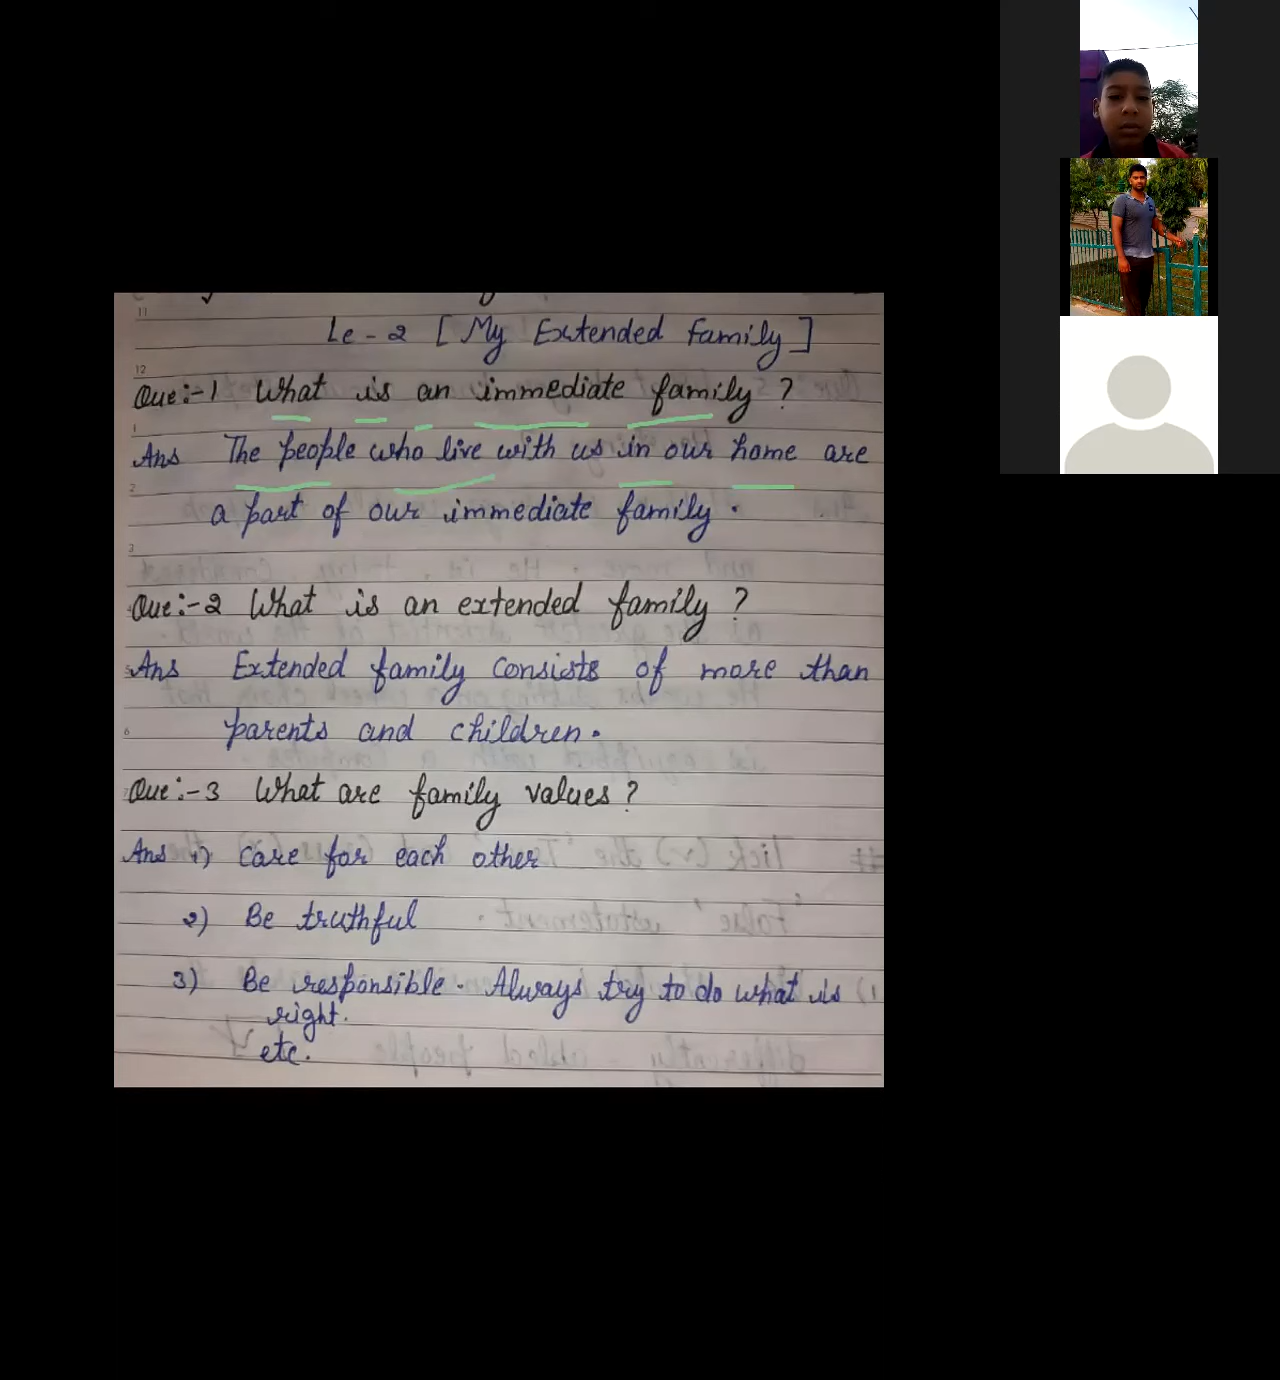 Le - 2 [ My Extended Family ]
Que:-1 What is an immediate family ?
Ans The people who live with us in our home are
a part of our immediate family .
Que:-2 What is an extended family ?
Ans Extended family consists of more than
parents and children .
Que:-3 What are family values ?
Ans 1) Care for each other
2) Be truthful
3) Be responsible . Always try to do what is
right.
etc.